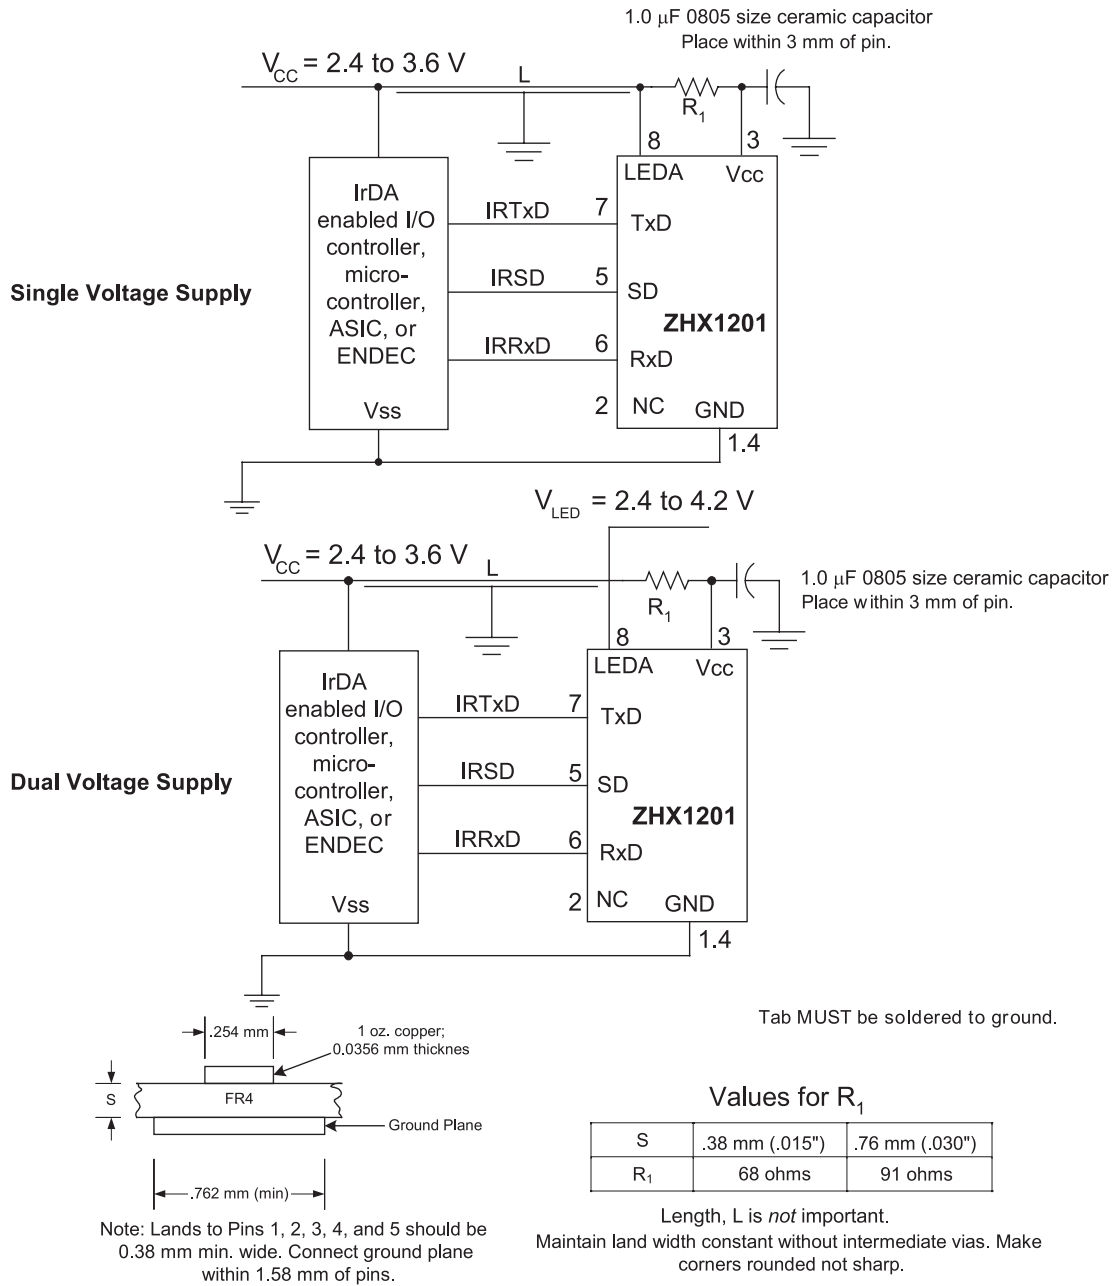 1.0 μF 0805 size ceramic capacitor
Place within 3 mm of pin.
VCC = 2.4 to 3.6 V
L
R1
8
3
LEDA
Vcc
IrDA
enabled I/O
controller,
micro-
controller,
ASIC, or
ENDEC
Vss
IRTxD
7
TxD
Single Voltage Supply
IRSD
5
SD
ZHX1201
IRRxD
6
RxD
2
NC
GND
1.4
VLED = 2.4 to 4.2 V
VCC = 2.4 to 3.6 V
L
R1
1.0 μF 0805 size ceramic capacitor
Place within 3 mm of pin.
8
3
LEDA
Vcc
IrDA
enabled I/O
controller,
micro-
controller,
ASIC, or
ENDEC
Vss
IRTxD
7
TxD
Dual Voltage Supply
IRSD
5
SD
ZHX1201
IRRxD
6
RxD
2
NC
GND
1.4
.254 mm
1 oz. copper;
0.0356 mm thicknes
S
FR4
Ground Plane
.762 mm (min)
Note: Lands to Pins 1, 2, 3, 4, and 5 should be
0.38 mm min. wide. Connect ground plane
within 1.58 mm of pins.
Tab MUST be soldered to ground.
Values for R1
S .38 mm (.015") .76 mm (.030")
R1 68 ohms 91 ohms
Length, L is not important.
Maintain land width constant without intermediate vias. Make
corners rounded not sharp.